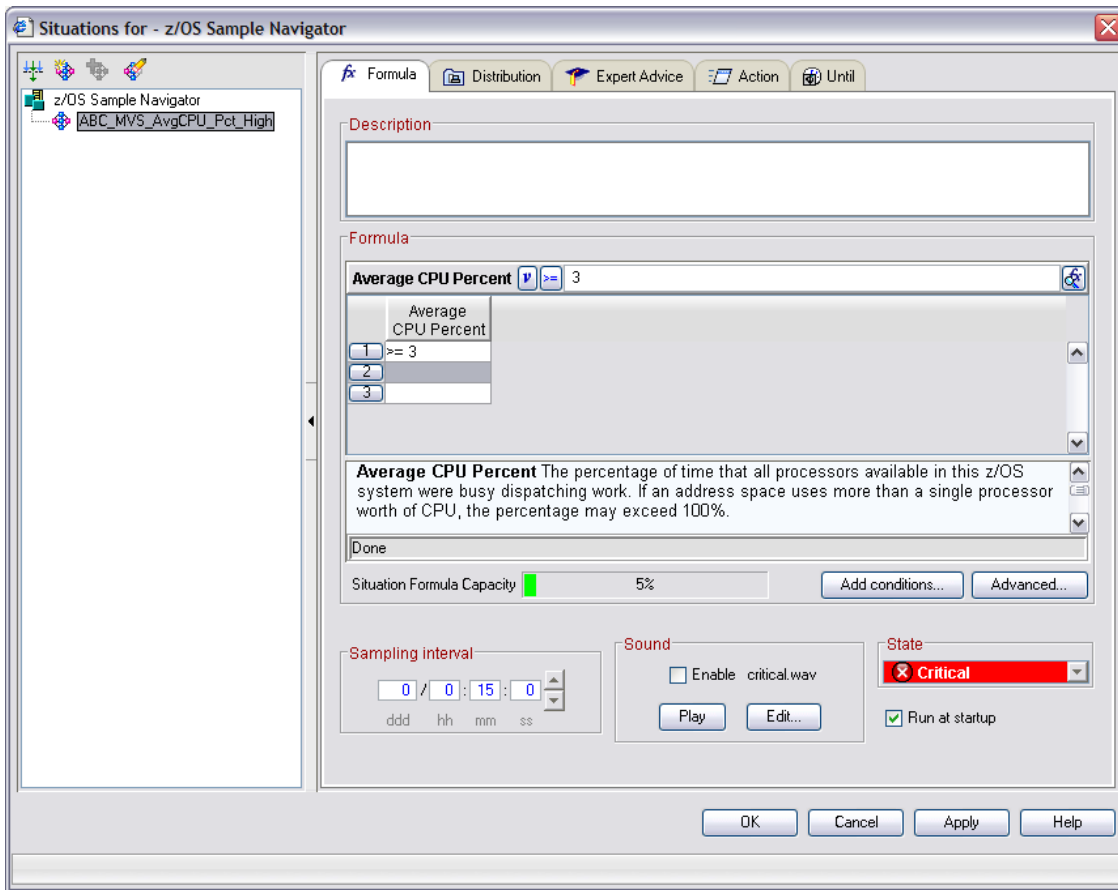 Situations for - z/OS Sample Navigator
z/OS Sample Navigator
ABC_MVS_AvgCPU_Pct_High
fx Formula
Distribution
Expert Advice
Action
Until
Description
Formula
Average CPU Percent v >= 3
Average
CPU Percent
1 >= 3
2
3
Average CPU Percent The percentage of time that all processors available in this z/OS
system were busy dispatching work. If an address space uses more than a single processor
worth of CPU, the percentage may exceed 100%.
Done
Situation Formula Capacity 5% Add conditions... Advanced...
Sampling interval
0 / 0 : 15 : 0
ddd hh mm ss
Sound
Enable critical.wav
Play Edit...
State
Critical
Run at startup
OK Cancel Apply Help